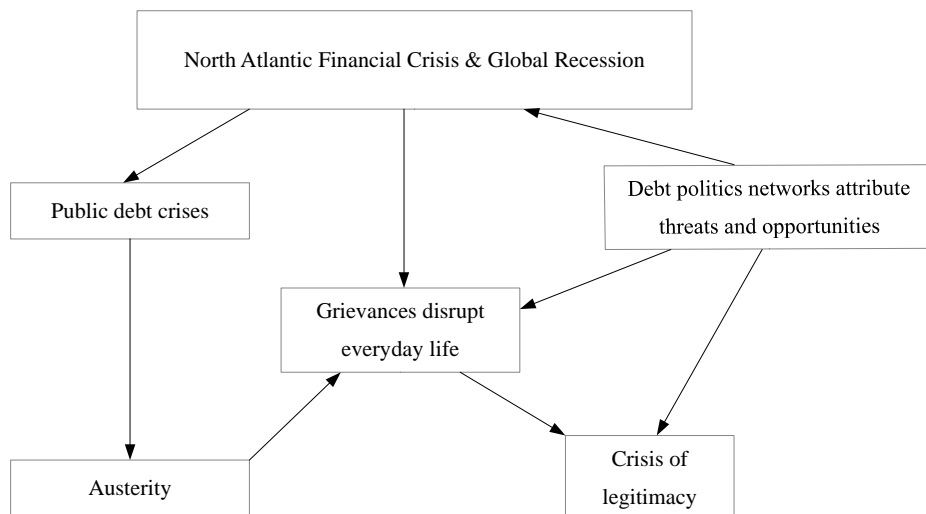 North Atlantic Financial Crisis & Global Recession
Public debt crises
Debt politics networks attribute
threats and opportunities
Grievances disrupt
everyday life
Austerity
Crisis of
legitimacy